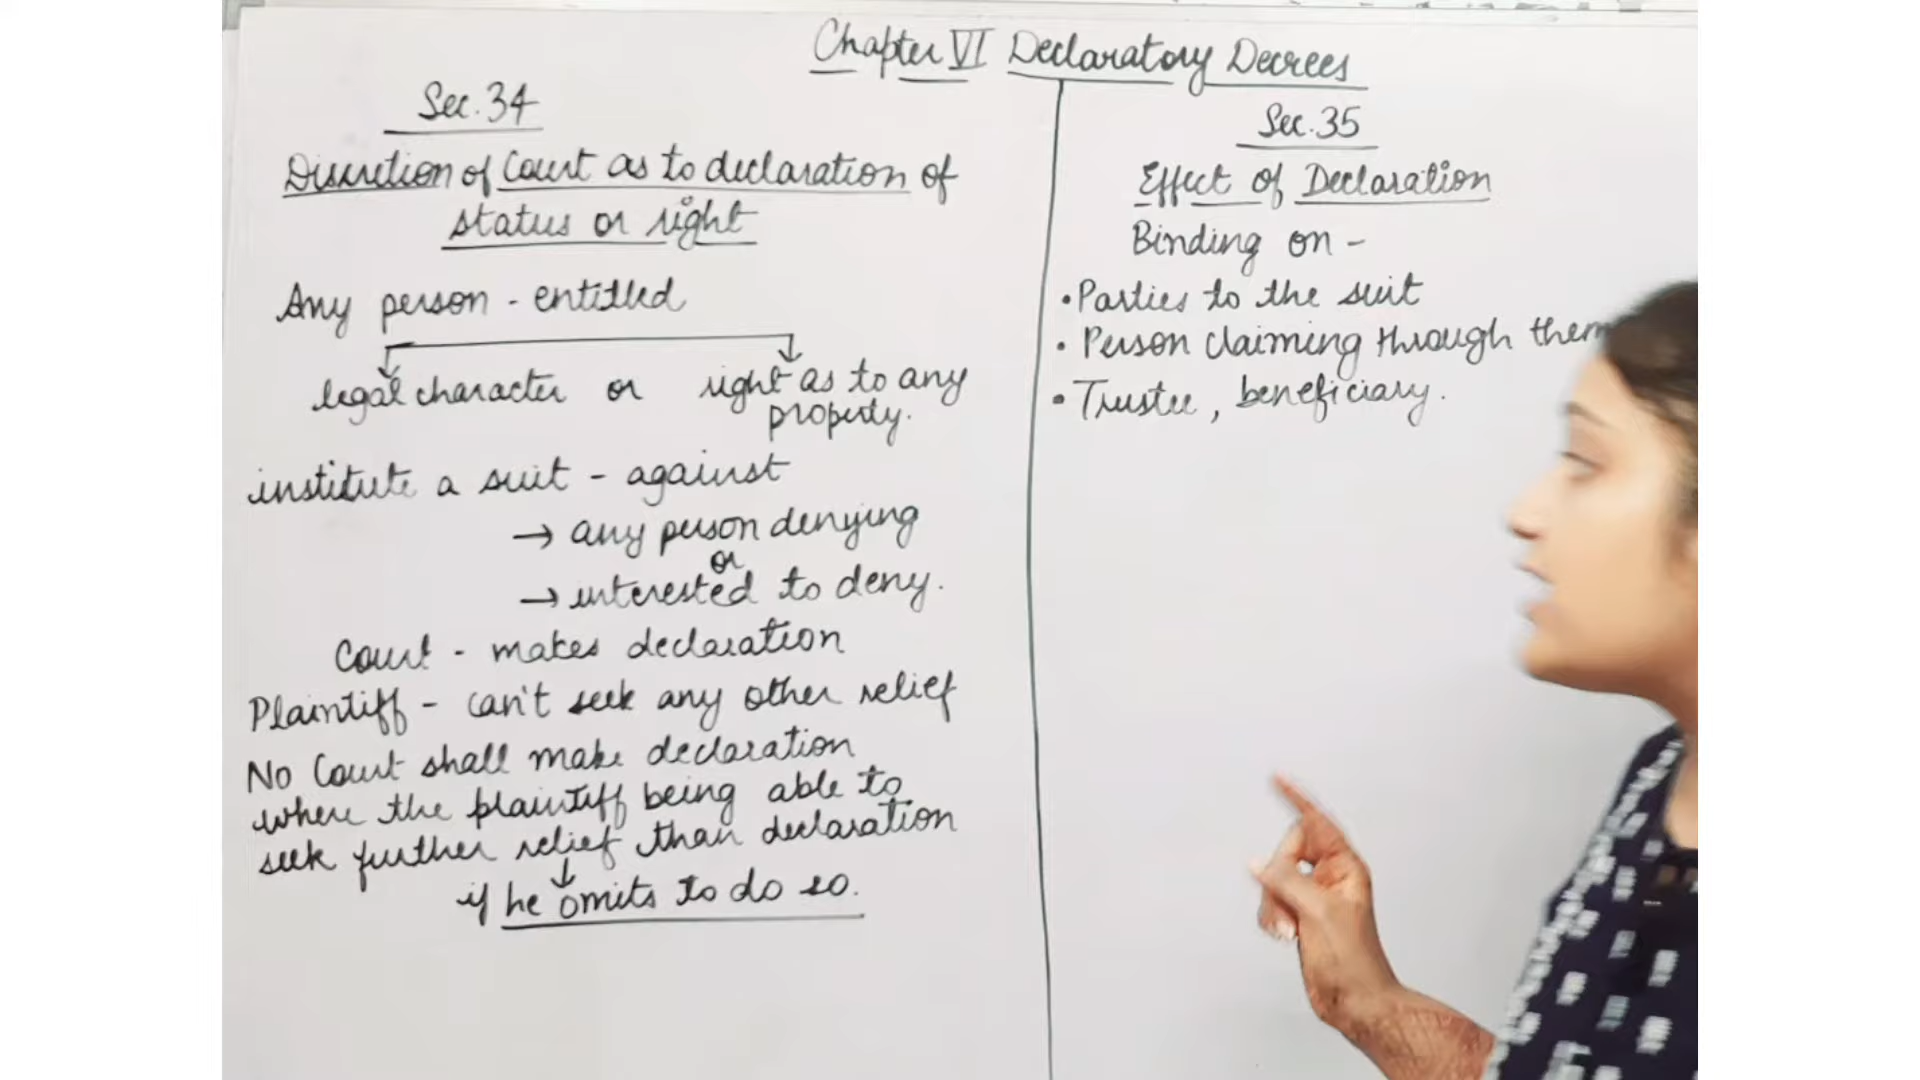 Chapter VI Declaratory Decrees
Sec. 34
Discretion of Court as to declaration of
status or right
Any person - entitled
legal character or right as to any
property.
institute a suit - against
→ any person denying
or
→ interested to deny.
Court - makes declaration
Plaintiff - can't seek any other relief
No Court shall make declaration
where the plaintiff being able to
seek further relief than declaration
↓
if he omits to do so.
Sec. 35
Effect of Declaration
Binding on -
• Parties to the suit
• Person claiming through them
• Trustee, beneficiary.